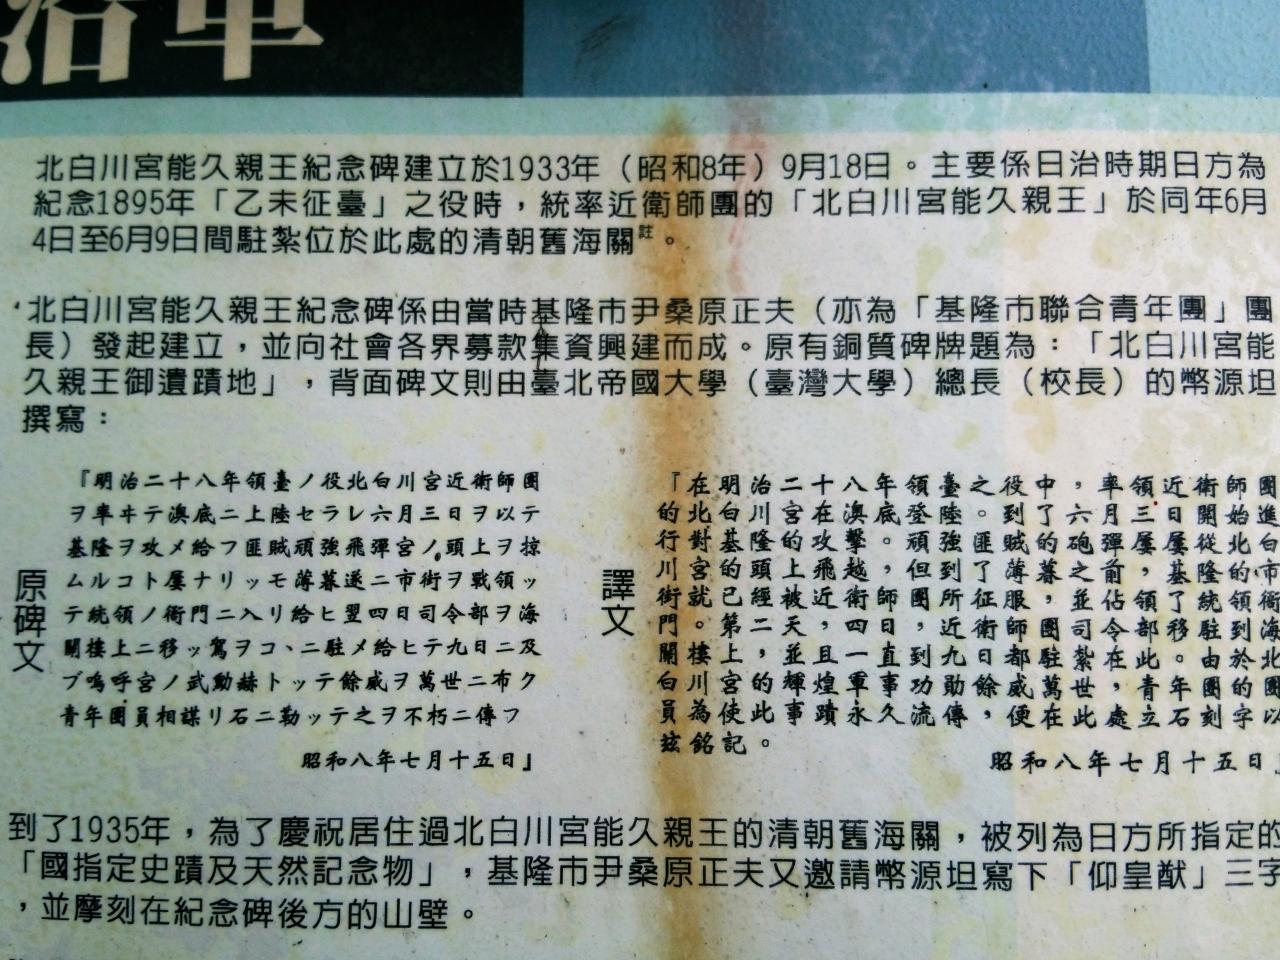 沿革
北白川宮能久親王紀念碑建立於1933年（昭和8年）9月18日。主要係日治時期日方為
紀念1895年「乙未征臺」之役時，統率近衛師團的「北白川宮能久親王」於同年6月
4日至6月9日間駐紮位於此處的清朝舊海關註。
北白川宮能久親王紀念碑係由當時基隆市尹桑原正夫（亦為「基隆市聯合青年團」團
長）發起建立，並向社會各界募款集資興建而成。原有銅質碑牌題為：「北白川宮能
久親王御遺蹟地」，背面碑文則由臺北帝國大學（臺灣大學）總長（校長）的幣源坦
撰寫：
原碑文
「明治二十八年領臺ノ役北白川宮近衛師團
ヲ率ヰテ澳底ニ上陸セラレ六月三日ヲ以テ
基隆ヲ攻メ給フ匪賊頑強飛彈宮ノ頭上ヲ掠
ムルコト屢ナリッモ薄暮遂ニ市街ヲ戰領ッ
テ統領ノ衙門ニ入リ給ヒ翌四日司令部ヲ海
關樓上ニ移ッ駕ヲコ、ニ駐メ給ヒテ九日ニ及
ブ嗚呼宮ノ武勳赫トッテ餘威ヲ萬世ニ布ク
青年團員相謀リ石ニ勒ッテ之ヲ不朽ニ傳フ
昭和八年七月十五日」
譯文
「在明治二十八年領臺之役中，率領近衛師團
的北白川宮在澳底登陸。到了六月三日開始進
行對基隆的攻擊。頑強匪賊的砲彈屢屢從北白
川宮的頭上飛越，但到了薄暮之前，基隆的市
街就已經被近衛師團所征服，並佔領了統領衙
門。第二天，四日，近衛師團司令部移駐到海
關樓上，並且一直到九日都駐紮在此。由於北
白川宮的輝煌軍事功勛餘威萬世，青年團的團
員為使此事蹟永久流傳，便在此處立石刻字以
茲銘記。
昭和八年七月十五日」
到了1935年，為了慶祝居住過北白川宮能久親王的清朝舊海關，被列為日方所指定的
「國指定史蹟及天然記念物」，基隆市尹桑原正夫又邀請幣源坦寫下「仰皇猷」三字
，並摩刻在紀念碑後方的山壁。